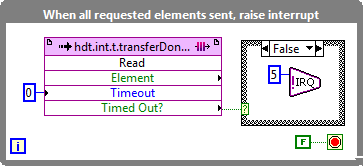 When all requested elements sent, raise interrupt
hdt.int.t.transferDon...
Read
Element
0
Timeout
Timed Out?
False
5
IRQ
?
i
F